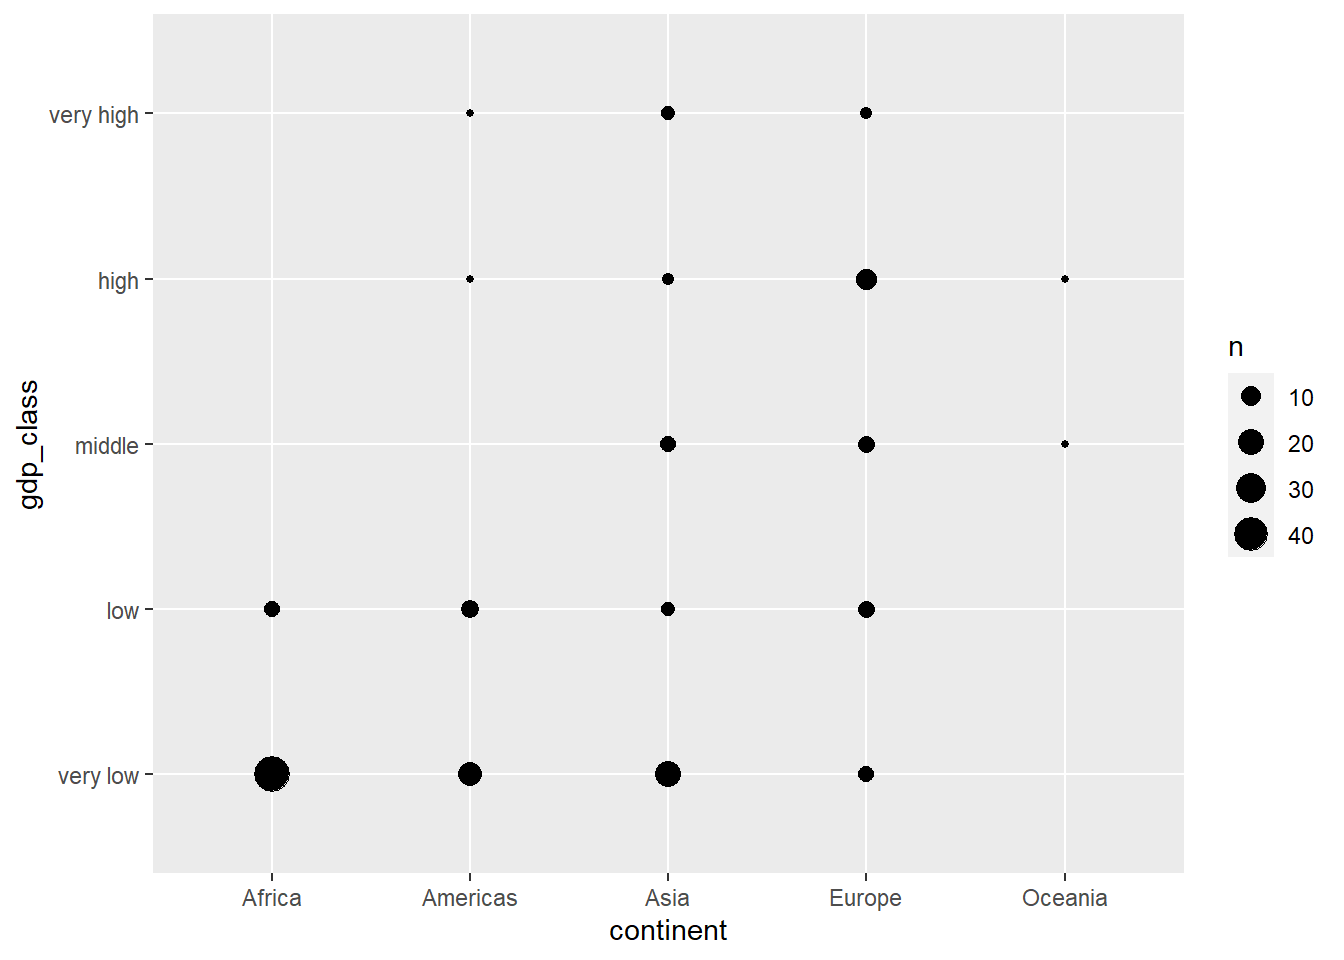 very high
high
middle
low
very low
gdp_class
Africa Americas Asia Europe Oceania
continent
n
10
20
30
40